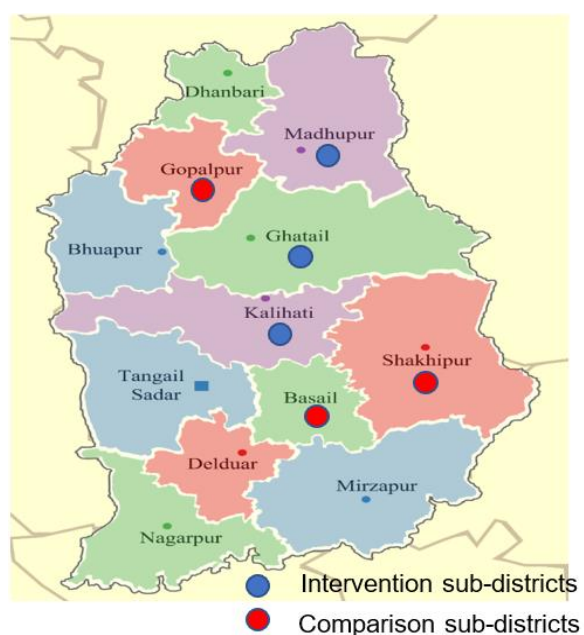 Dhanbari
Madhupur
Gopalpur
Ghatail
Bhuapur
Kalihati
Shakhipur
Tangail
Sadar
Basail
Delduar
Mirzapur
Nagarpur
Intervention sub-districts
Comparison sub-districts